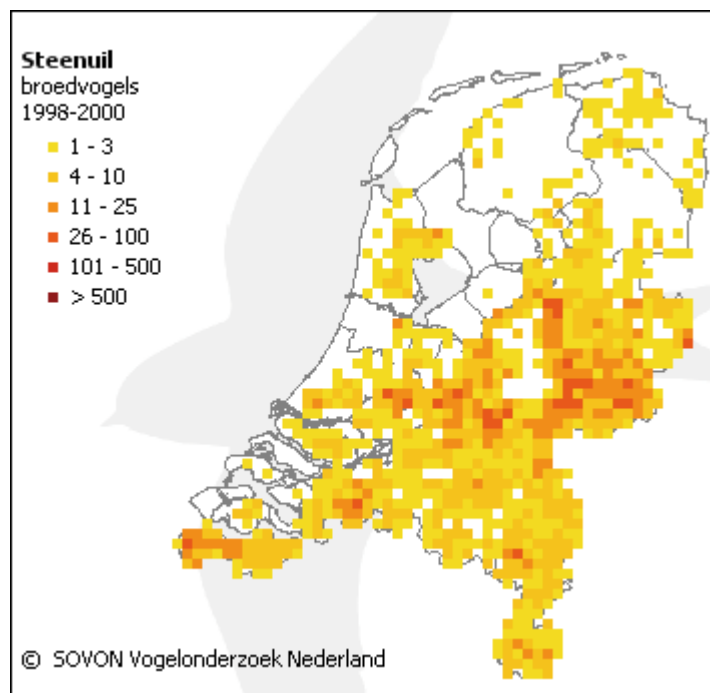 Steenuil
broedvogels
1998-2000
1 - 3
4 - 10
11 - 25
26 - 100
101 - 500
> 500
© SOVON Vogelonderzoek Nederland